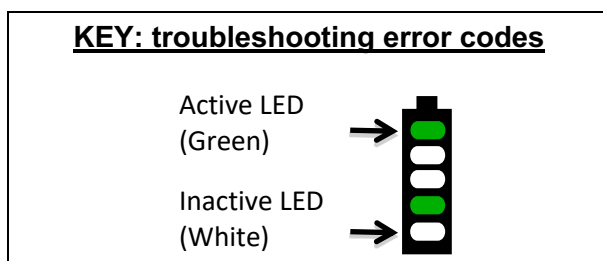 KEY: troubleshooting error codes
Active LED
(Green)
Inactive LED
(White)